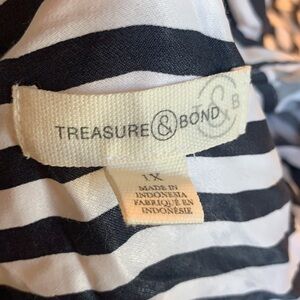 TREASURE & BOND
T & B
1X
MADE IN
INDONESIA
FABRIQUÉ EN
INDONÉSIE